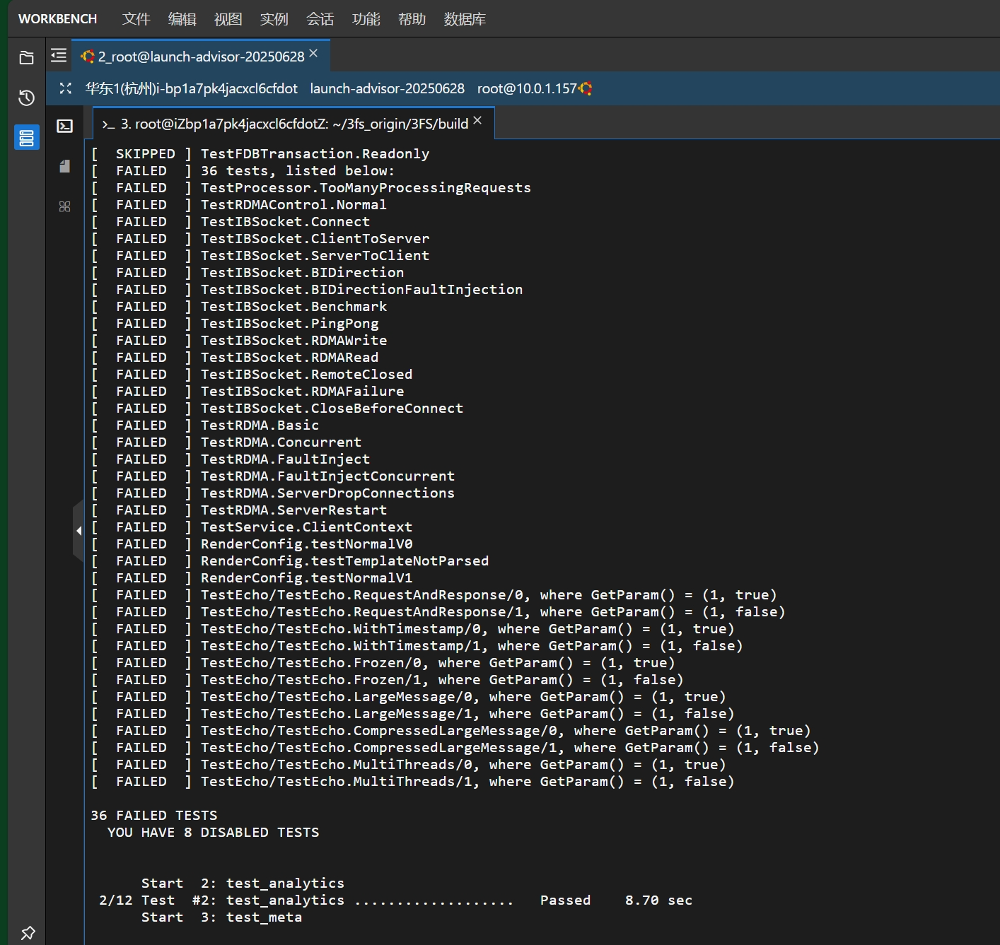 WORKBENCH 文件 编辑 视图 实例 会话 功能 帮助 数据库
2_root@launch-advisor-20250628
华东1(杭州)i-bp1a7pk4jacxcl6cfdot launch-advisor-20250628 root@10.0.1.157
>_ 3. root@iZbp1a7pk4jacxcl6cfdotZ: ~/3fs_origin/3FS/build
[  SKIPPED ] TestFDBTransaction.Readonly
[  FAILED  ] 36 tests, listed below:
[  FAILED  ] TestProcessor.TooManyProcessingRequests
[  FAILED  ] TestRDMAControl.Normal
[  FAILED  ] TestIBSocket.Connect
[  FAILED  ] TestIBSocket.ClientToServer
[  FAILED  ] TestIBSocket.ServerToClient
[  FAILED  ] TestIBSocket.BIDirection
[  FAILED  ] TestIBSocket.BIDirectionFaultInjection
[  FAILED  ] TestIBSocket.Benchmark
[  FAILED  ] TestIBSocket.PingPong
[  FAILED  ] TestIBSocket.RDMAWrite
[  FAILED  ] TestIBSocket.RDMARead
[  FAILED  ] TestIBSocket.RemoteClosed
[  FAILED  ] TestIBSocket.RDMAFailure
[  FAILED  ] TestIBSocket.CloseBeforeConnect
[  FAILED  ] TestRDMA.Basic
[  FAILED  ] TestRDMA.Concurrent
[  FAILED  ] TestRDMA.FaultInject
[  FAILED  ] TestRDMA.FaultInjectConcurrent
[  FAILED  ] TestRDMA.ServerDropConnections
[  FAILED  ] TestRDMA.ServerRestart
[  FAILED  ] TestService.ClientContext
[  FAILED  ] RenderConfig.testNormalV0
[  FAILED  ] RenderConfig.testTemplateNotParsed
[  FAILED  ] RenderConfig.testNormalV1
[  FAILED  ] TestEcho/TestEcho.RequestAndResponse/0, where GetParam() = (1, true)
[  FAILED  ] TestEcho/TestEcho.RequestAndResponse/1, where GetParam() = (1, false)
[  FAILED  ] TestEcho/TestEcho.WithTimestamp/0, where GetParam() = (1, true)
[  FAILED  ] TestEcho/TestEcho.WithTimestamp/1, where GetParam() = (1, false)
[  FAILED  ] TestEcho/TestEcho.Frozen/0, where GetParam() = (1, true)
[  FAILED  ] TestEcho/TestEcho.Frozen/1, where GetParam() = (1, false)
[  FAILED  ] TestEcho/TestEcho.LargeMessage/0, where GetParam() = (1, true)
[  FAILED  ] TestEcho/TestEcho.LargeMessage/1, where GetParam() = (1, false)
[  FAILED  ] TestEcho/TestEcho.CompressedLargeMessage/0, where GetParam() = (1, true)
[  FAILED  ] TestEcho/TestEcho.CompressedLargeMessage/1, where GetParam() = (1, false)
[  FAILED  ] TestEcho/TestEcho.MultiThreads/0, where GetParam() = (1, true)
[  FAILED  ] TestEcho/TestEcho.MultiThreads/1, where GetParam() = (1, false)
36 FAILED TESTS
YOU HAVE 8 DISABLED TESTS
Start  2: test_analytics
2/12 Test  #2: test_analytics ...................   Passed    8.70 sec
Start  3: test_meta